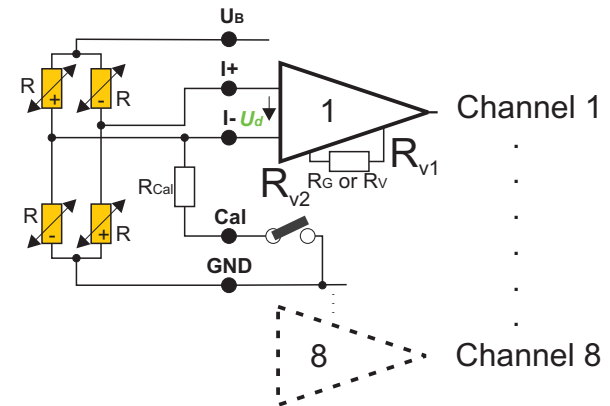 UB
I+
R + - R
1
Channel 1
I- Ud
Rv1
RG or RV
Rv2
RCal
R - + R
Cal
GND
8
Channel 8